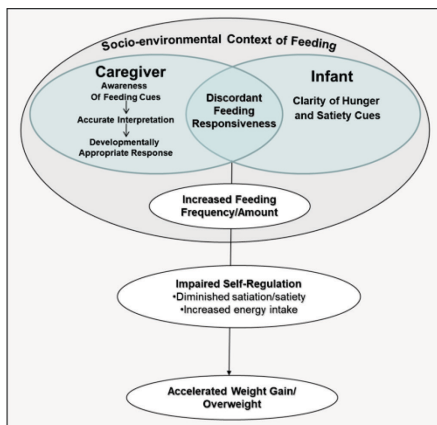 Socio-environmental Context of Feeding
Caregiver
Awareness
Of Feeding Cues
Accurate Interpretation
Developmentally
Appropriate Response
Discordant
Feeding
Responsiveness
Infant
Clarity of Hunger
and Satiety Cues
Increased Feeding
Frequency/Amount
Impaired Self-Regulation
•Diminished satiation/satiety
•Increased energy intake
Accelerated Weight Gain/
Overweight